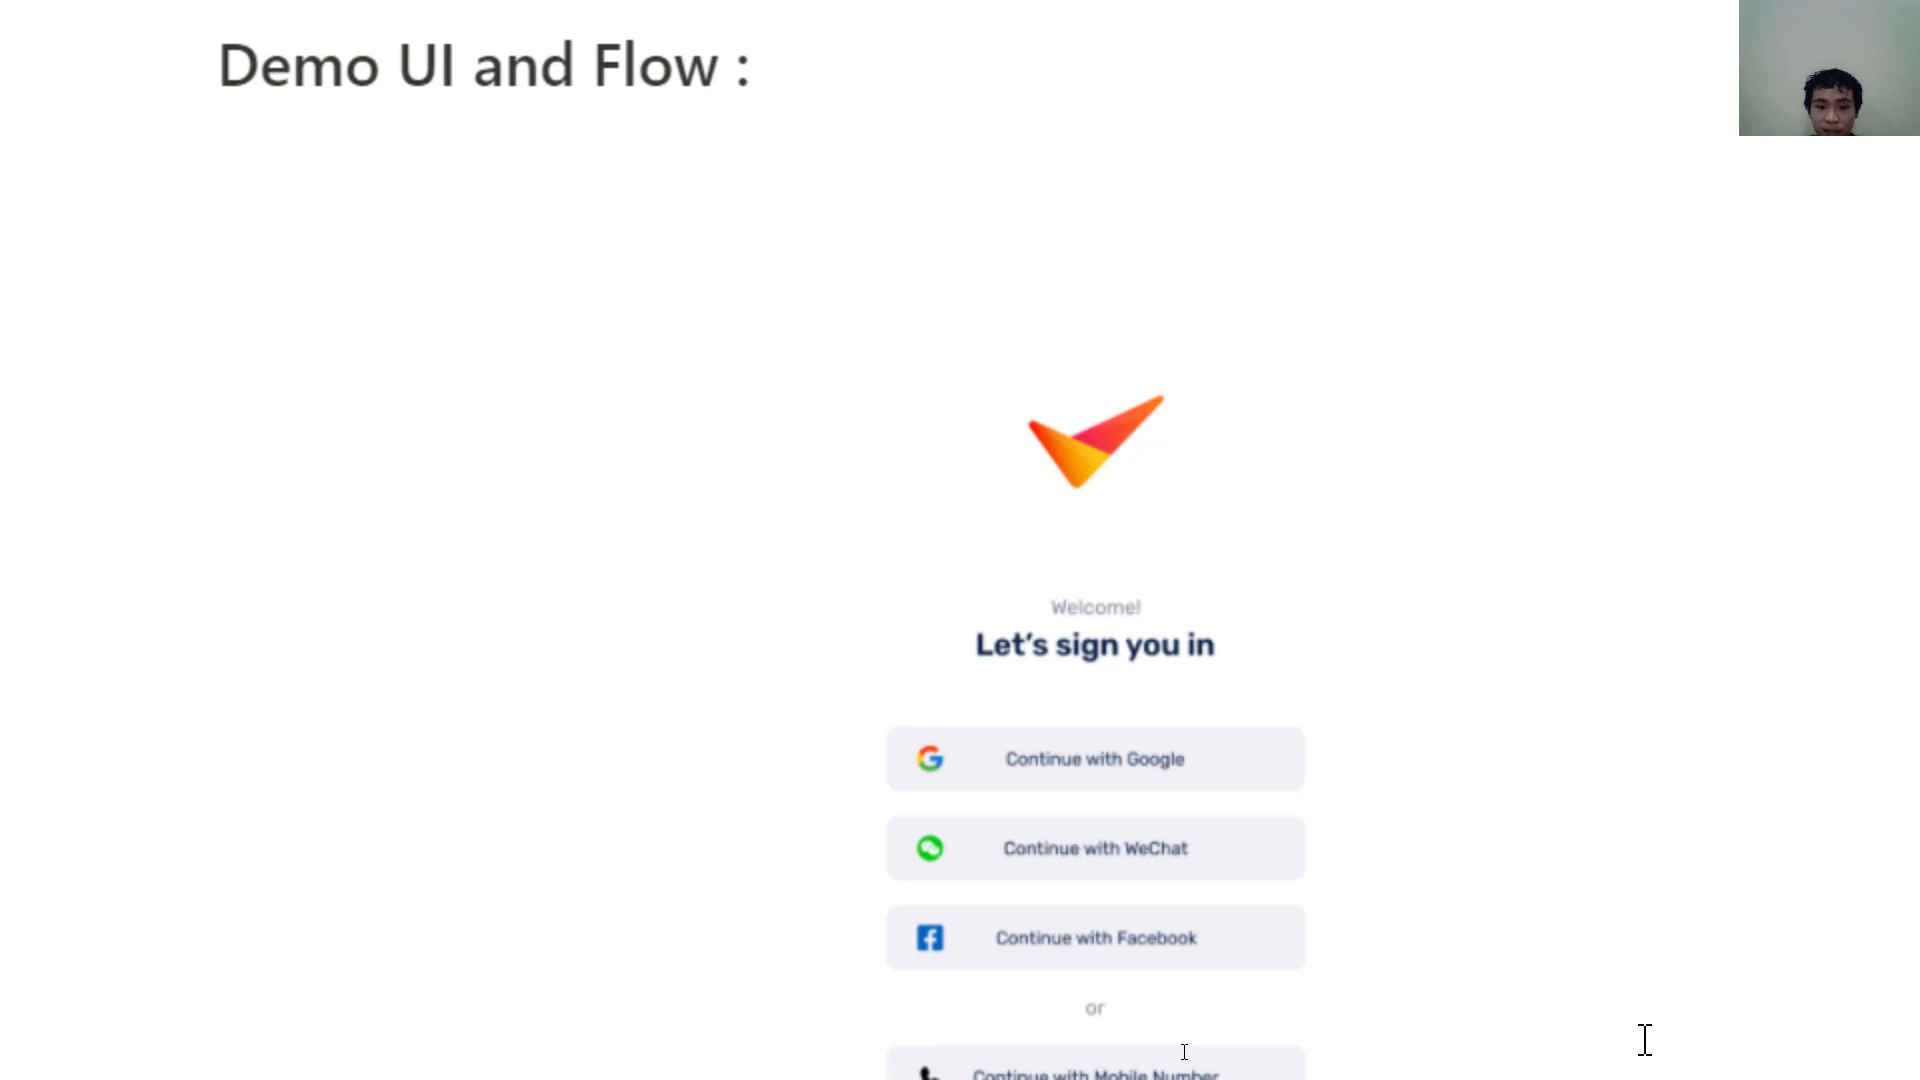 Demo UI and Flow :
Welcome!
Let's sign you in
Continue with Google
Continue with WeChat
Continue with Facebook
or
Continue with Mobile Number